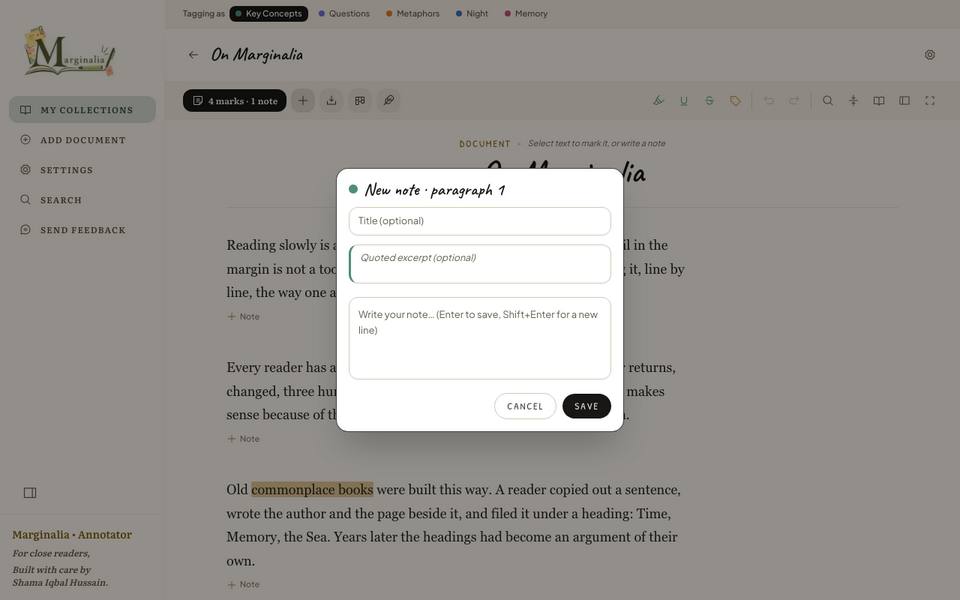 Marginalia
MY COLLECTIONS
ADD DOCUMENT
SETTINGS
SEARCH
SEND FEEDBACK
Marginalia • Annotator
For close readers,
Built with care by
Shama Iqbal Hussain.
Tagging as Key Concepts Questions Metaphors Night Memory
On Marginalia
4 marks · 1 note
DOCUMENT • Select text to mark it, or write a note
On Marginalia
Reading slowly is a
in the
margin is not a
it, line by
line, the way one a
+ Note
Every reader has a
returns,
changed, three
makes
sense because of
+ Note
Old commonplace books were built this way. A reader copied out a sentence,
wrote the author and the page beside it, and filed it under a heading: Time,
Memory, the Sea. Years later the headings had become an argument of their
own.
+ Note
New note · paragraph 1
Title (optional)
Quoted excerpt (optional)
Write your note... (Enter to save, Shift+Enter for a new
line)
CANCEL SAVE